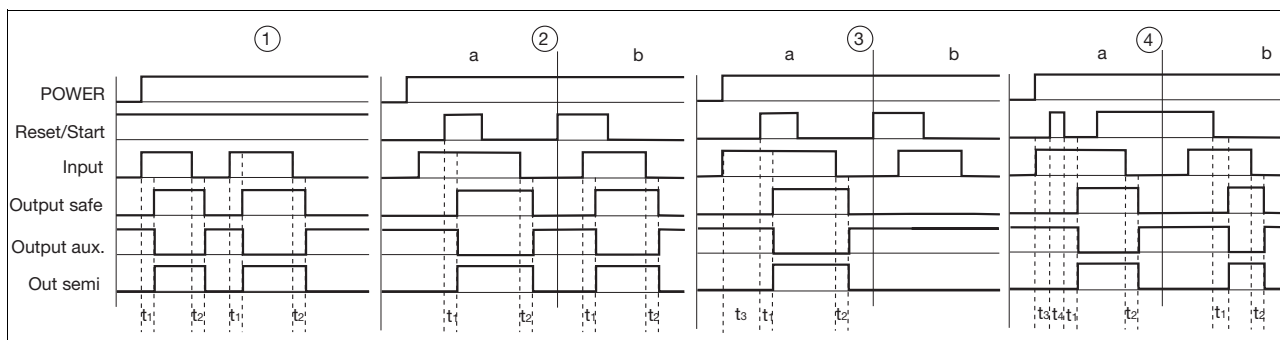 ① ② ③ ④
a b a b a b
POWER
Reset/Start
Input
Output safe
Output aux.
Out semi
t1 t2 t1 t2 t1 t2 t1 t2 t3 t1 t2 t3 t4 t1 t2 t1 t2